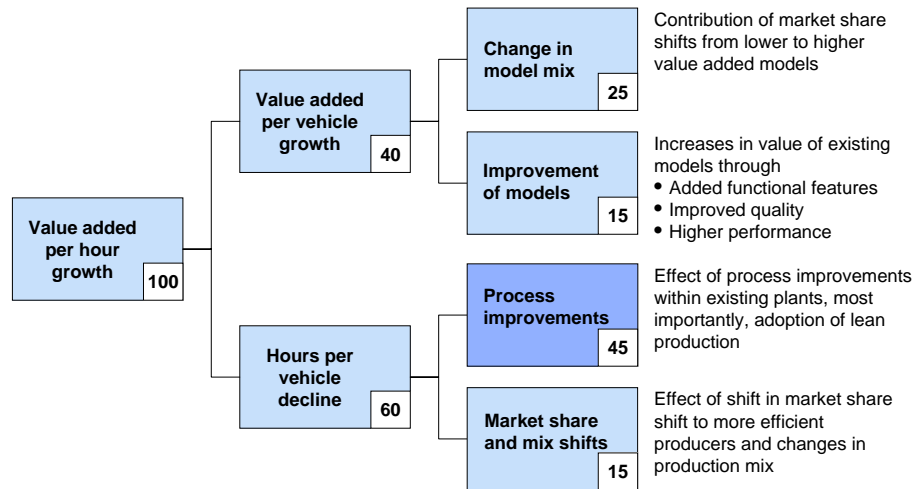 Change in
model mix
25
Contribution of market share
shifts from lower to higher
value added models
Value added
per vehicle
growth
40
Improvement
of models
15
Increases in value of existing
models through
• Added functional features
• Improved quality
• Higher performance
Value added
per hour
growth
100
Process
improvements
45
Effect of process improvements
within existing plants, most
importantly, adoption of lean
production
Hours per
vehicle
decline
60
Market share
and mix shifts
15
Effect of shift in market share
shift to more efficient
producers and changes in
production mix